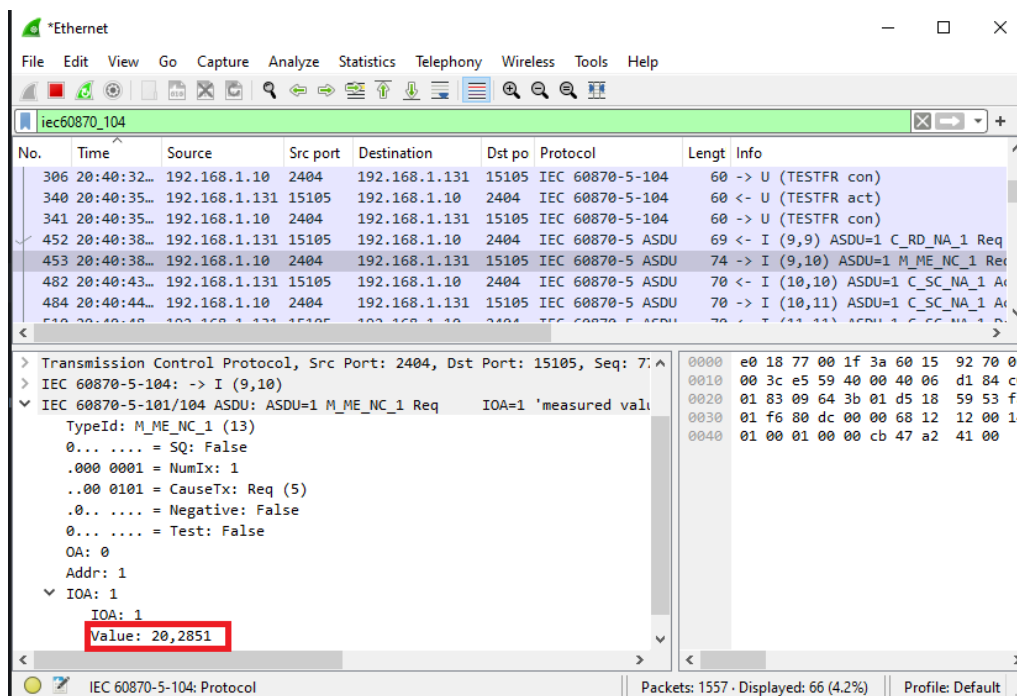 *Ethernet
File Edit View Go Capture Analyze Statistics Telephony Wireless Tools Help
iec60870_104
No. Time Source Src port Destination Dst po Protocol Lengt Info
306 20:40:32… 192.168.1.10 2404 192.168.1.131 15105 IEC 60870-5-104 60 -> U (TESTFR con)
340 20:40:35… 192.168.1.131 15105 192.168.1.10 2404 IEC 60870-5-104 60 <- U (TESTFR act)
341 20:40:35… 192.168.1.10 2404 192.168.1.131 15105 IEC 60870-5-104 60 -> U (TESTFR con)
452 20:40:38… 192.168.1.131 15105 192.168.1.10 2404 IEC 60870-5 ASDU 69 <- I (9,9) ASDU=1 C_RD_NA_1 Req
453 20:40:38… 192.168.1.10 2404 192.168.1.131 15105 IEC 60870-5 ASDU 74 -> I (9,10) ASDU=1 M_ME_NC_1 Req
482 20:40:43… 192.168.1.131 15105 192.168.1.10 2404 IEC 60870-5 ASDU 70 <- I (10,10) ASDU=1 C_SC_NA_1
484 20:40:44… 192.168.1.10 2404 192.168.1.131 15105 IEC 60870-5 ASDU 70 -> I (10,11) ASDU=1 C_SC_NA_1
Transmission Control Protocol, Src Port: 2404, Dst Port: 15105, Seq:
IEC 60870-5-104: -> I (9,10)
IEC 60870-5-101/104 ASDU: ASDU=1 M_ME_NC_1 Req IOA=1 'measured
TypeId: M_ME_NC_1 (13)
0... .... = SQ: False
.000 0001 = NumIx: 1
..00 0101 = CauseTx: Req (5)
.0.. .... = Negative: False
0... .... = Test: False
OA: 0
Addr: 1
IOA: 1
IOA: 1
Value: 20,2851
0000 e0 18 77 00 1f 3a 60 15 92 70
0010 00 3c e5 59 40 00 40 06 d1 84
0020 01 83 09 64 3b 01 d5 18 59 53
0030 01 f6 80 dc 00 00 68 12 12 00
0040 01 00 01 00 00 cb 47 a2 41 00
IEC 60870-5-104: Protocol Packets: 1557 · Displayed: 66 (4.2%) Profile: Default